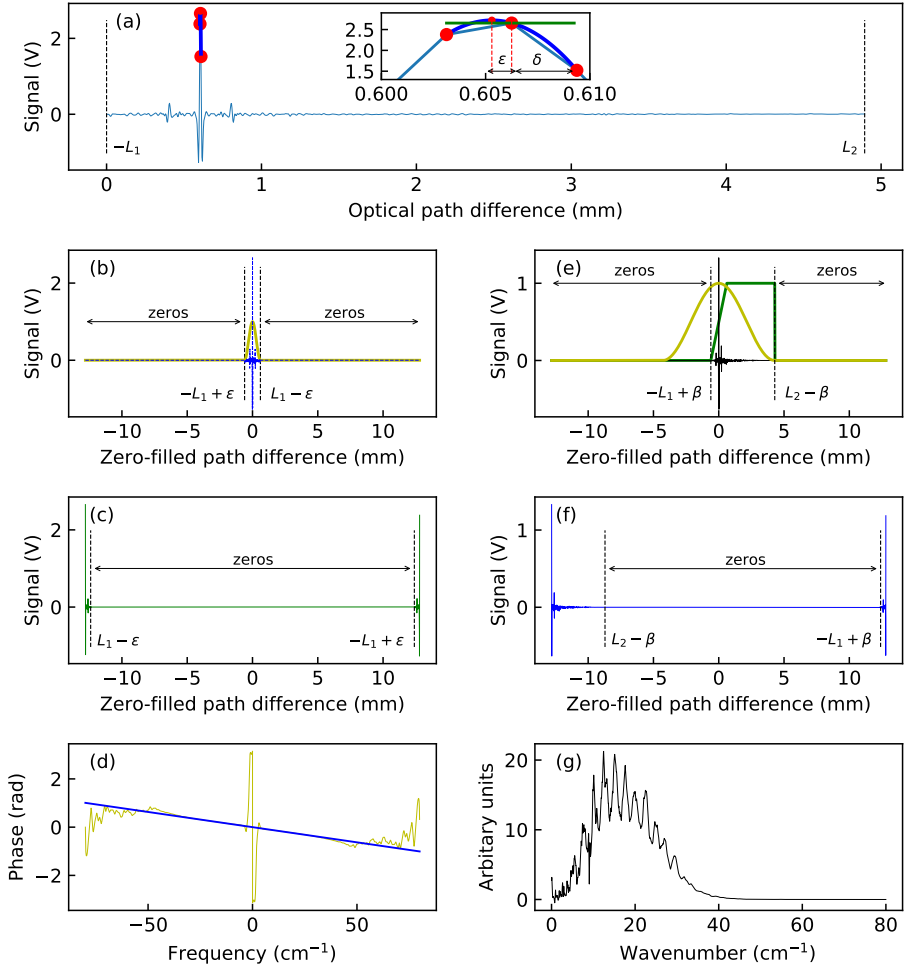 (a)
Signal (V)
2
1
0
−1
−L₁
L₂
2.5
2.0
1.5
ε
δ
0.600
0.605
0.610
0
1
2
3
4
5
Optical path difference (mm)
(b)
Signal (V)
2
0
zeros
zeros
−L₁ + ε
L₁ − ε
−10
−5
0
5
10
Zero-filled path difference (mm)
(e)
Signal (V)
1
0
zeros
zeros
−L₁ + β
L₂ − β
−10
−5
0
5
10
Zero-filled path difference (mm)
(c)
Signal (V)
2
0
zeros
L₁ − ε
−L₁ + ε
−10
−5
0
5
10
Zero-filled path difference (mm)
(f)
Signal (V)
1
0
zeros
L₂ − β
−L₁ + β
−10
−5
0
5
10
Zero-filled path difference (mm)
(d)
Phase (rad)
2
0
−2
−50
0
50
Frequency (cm⁻¹)
(g)
Arbitary units
20
10
0
0
20
40
60
80
Wavenumber (cm⁻¹)